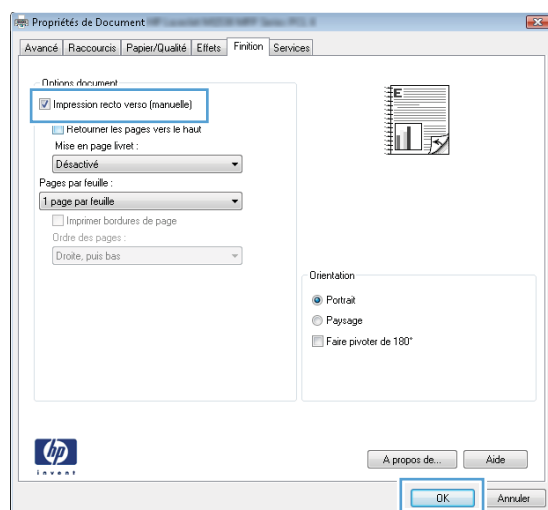 Propriétés de Document
Avancé Raccourcis Papier/Qualité Effets Finition Services
Options document
Impression recto verso (manuelle)
Retourner les pages vers le haut
Mise en page livret :
Désactivé
Pages par feuille :
1 page par feuille
Imprimer bordures de page
Ordre des pages :
Droite, puis bas
E
Orientation
Portrait
Paysage
Faire pivoter de 180°
hp
invent
A propos de... Aide
OK Annuler